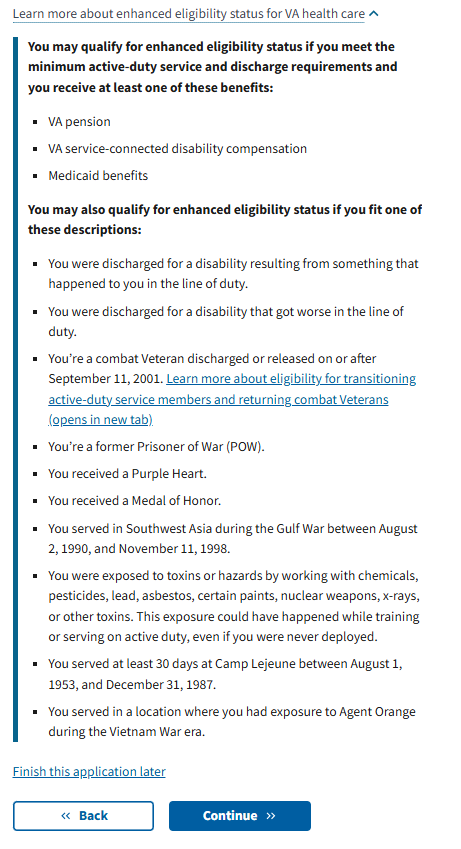 Learn more about enhanced eligibility status for VA health care
You may qualify for enhanced eligibility status if you meet the
minimum active-duty service and discharge requirements and
you receive at least one of these benefits:
VA pension
VA service-connected disability compensation
Medicaid benefits
You may also qualify for enhanced eligibility status if you fit one of
these descriptions:
You were discharged for a disability resulting from something that
happened to you in the line of duty.
You were discharged for a disability that got worse in the line of
duty.
You’re a combat Veteran discharged or released on or after
September 11, 2001. Learn more about eligibility for transitioning
active-duty service members and returning combat Veterans
(opens in new tab)
You’re a former Prisoner of War (POW).
You received a Purple Heart.
You received a Medal of Honor.
You served in Southwest Asia during the Gulf War between August
2, 1990, and November 11, 1998.
You were exposed to toxins or hazards by working with chemicals,
pesticides, lead, asbestos, certain paints, nuclear weapons, x-rays,
or other toxins. This exposure could have happened while training
or serving on active duty, even if you were never deployed.
You served at least 30 days at Camp Lejeune between August 1,
1953, and December 31, 1987.
You served in a location where you had exposure to Agent Orange
during the Vietnam War era.
Finish this application later
« Back
Continue »